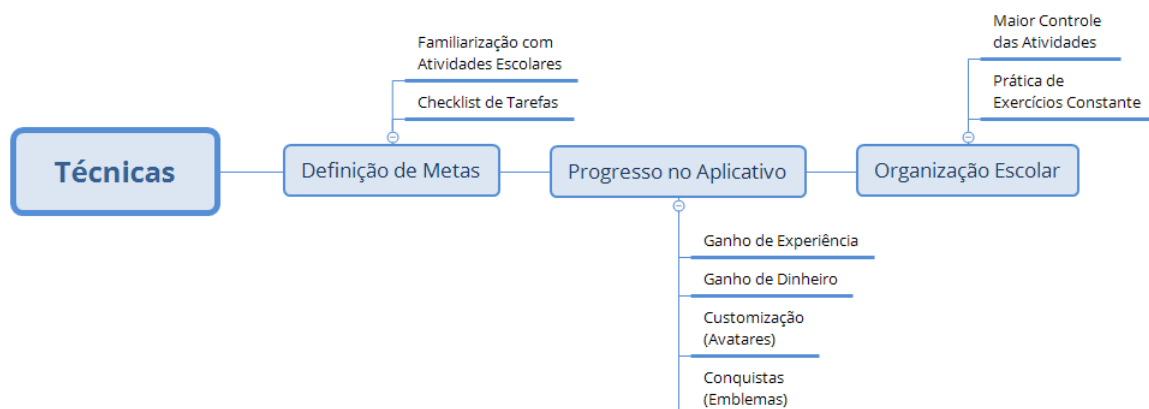 Técnicas
Familiarização com
Atividades Escolares
Checklist de Tarefas
Definição de Metas
Progresso no Aplicativo
Ganho de Experiência
Ganho de Dinheiro
Customização
(Avatares)
Conquistas
(Emblemas)
Maior Controle
das Atividades
Prática de
Exercícios Constante
Organização Escolar